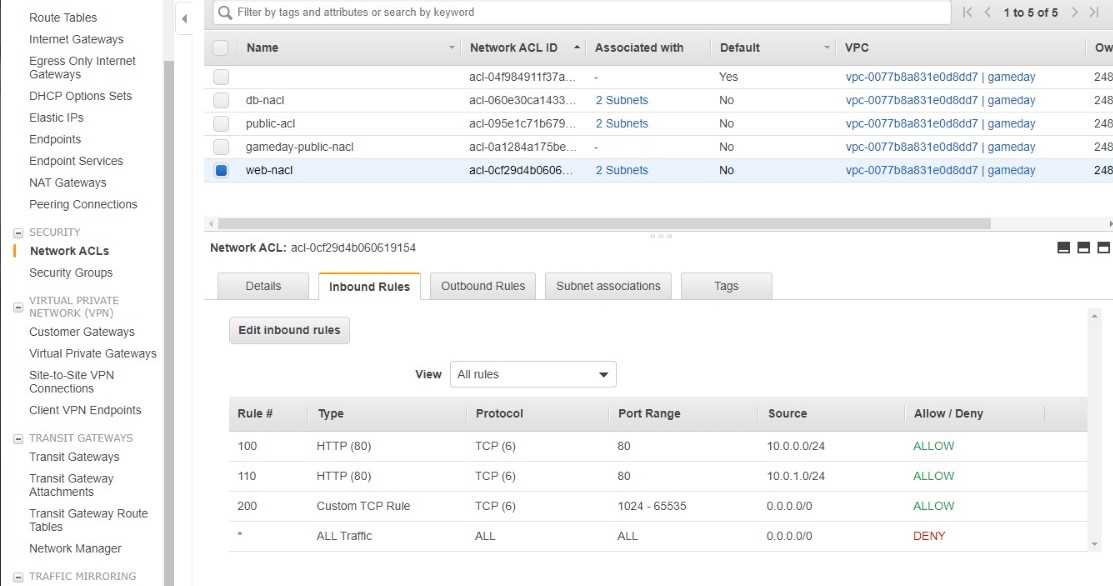 Route Tables
Internet Gateways
Egress Only Internet
Gateways
DHCP Options Sets
Elastic IPs
Endpoints
Endpoint Services
NAT Gateways
Peering Connections
SECURITY
Network ACLs
Security Groups
VIRTUAL PRIVATE
NETWORK (VPN)
Customer Gateways
Virtual Private Gateways
Site-to-Site VPN
Connections
Client VPN Endpoints
TRANSIT GATEWAYS
Transit Gateways
Transit Gateway
Attachments
Transit Gateway Route
Tables
Network Manager
TRAFFIC MIRRORING
Filter by tags and attributes or search by keyword
1 to 5 of 5
Name Network ACL ID Associated with Default VPC Ow
acl-04f984911f37a... - Yes vpc-0077b8a831e0d8dd7 | gameday 248
db-nacl acl-060e30ca1433... 2 Subnets No vpc-0077b8a831e0d8dd7 | gameday 248
public-acl acl-095e1c71b679... 2 Subnets No vpc-0077b8a831e0d8dd7 | gameday 248
gameday-public-nacl acl-0a1284a175be... - No vpc-0077b8a831e0d8dd7 | gameday 248
web-nacl acl-0cf29d4b0606... 2 Subnets No vpc-0077b8a831e0d8dd7 | gameday 248
Network ACL: acl-0cf29d4b060619154
Details Inbound Rules Outbound Rules Subnet associations Tags
Edit inbound rules
View All rules
Rule # Type Protocol Port Range Source Allow / Deny
100 HTTP (80) TCP (6) 80 10.0.0.0/24 ALLOW
110 HTTP (80) TCP (6) 80 10.0.1.0/24 ALLOW
200 Custom TCP Rule TCP (6) 1024 - 65535 0.0.0.0/0 ALLOW
* ALL Traffic ALL ALL 0.0.0.0/0 DENY